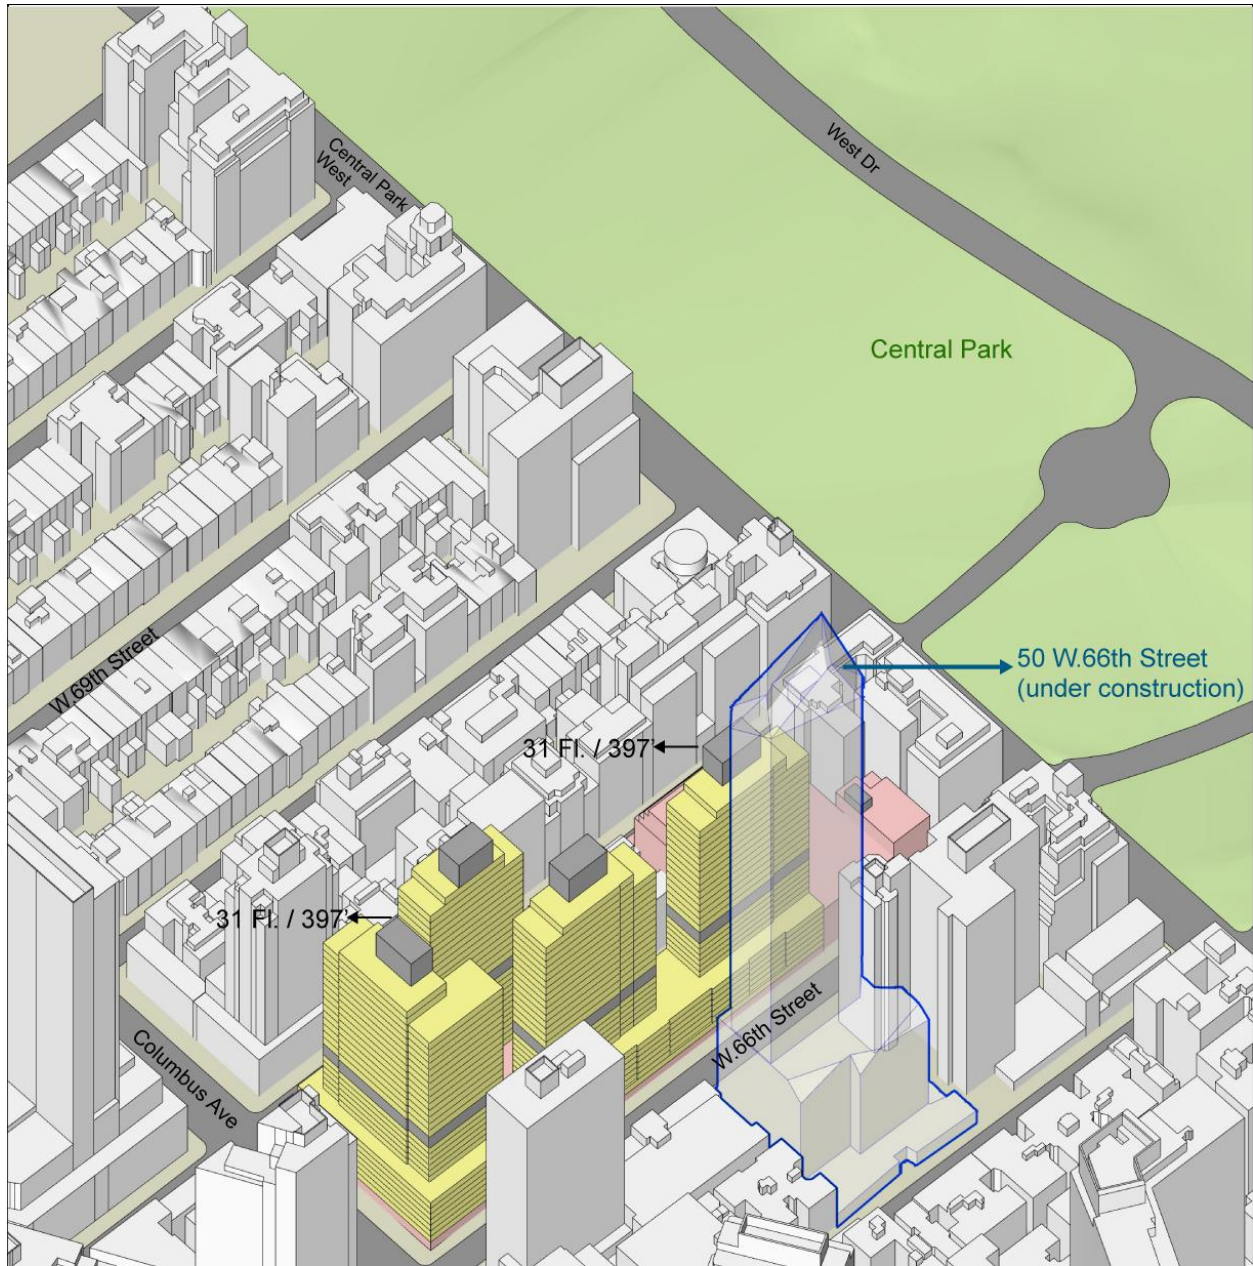 Central Park
West
West Dr
Central Park
W.69th Street
50 W.66th Street
(under construction)
31 Fl. / 397'
31 Fl. / 397'
W.66th Street
Columbus Ave